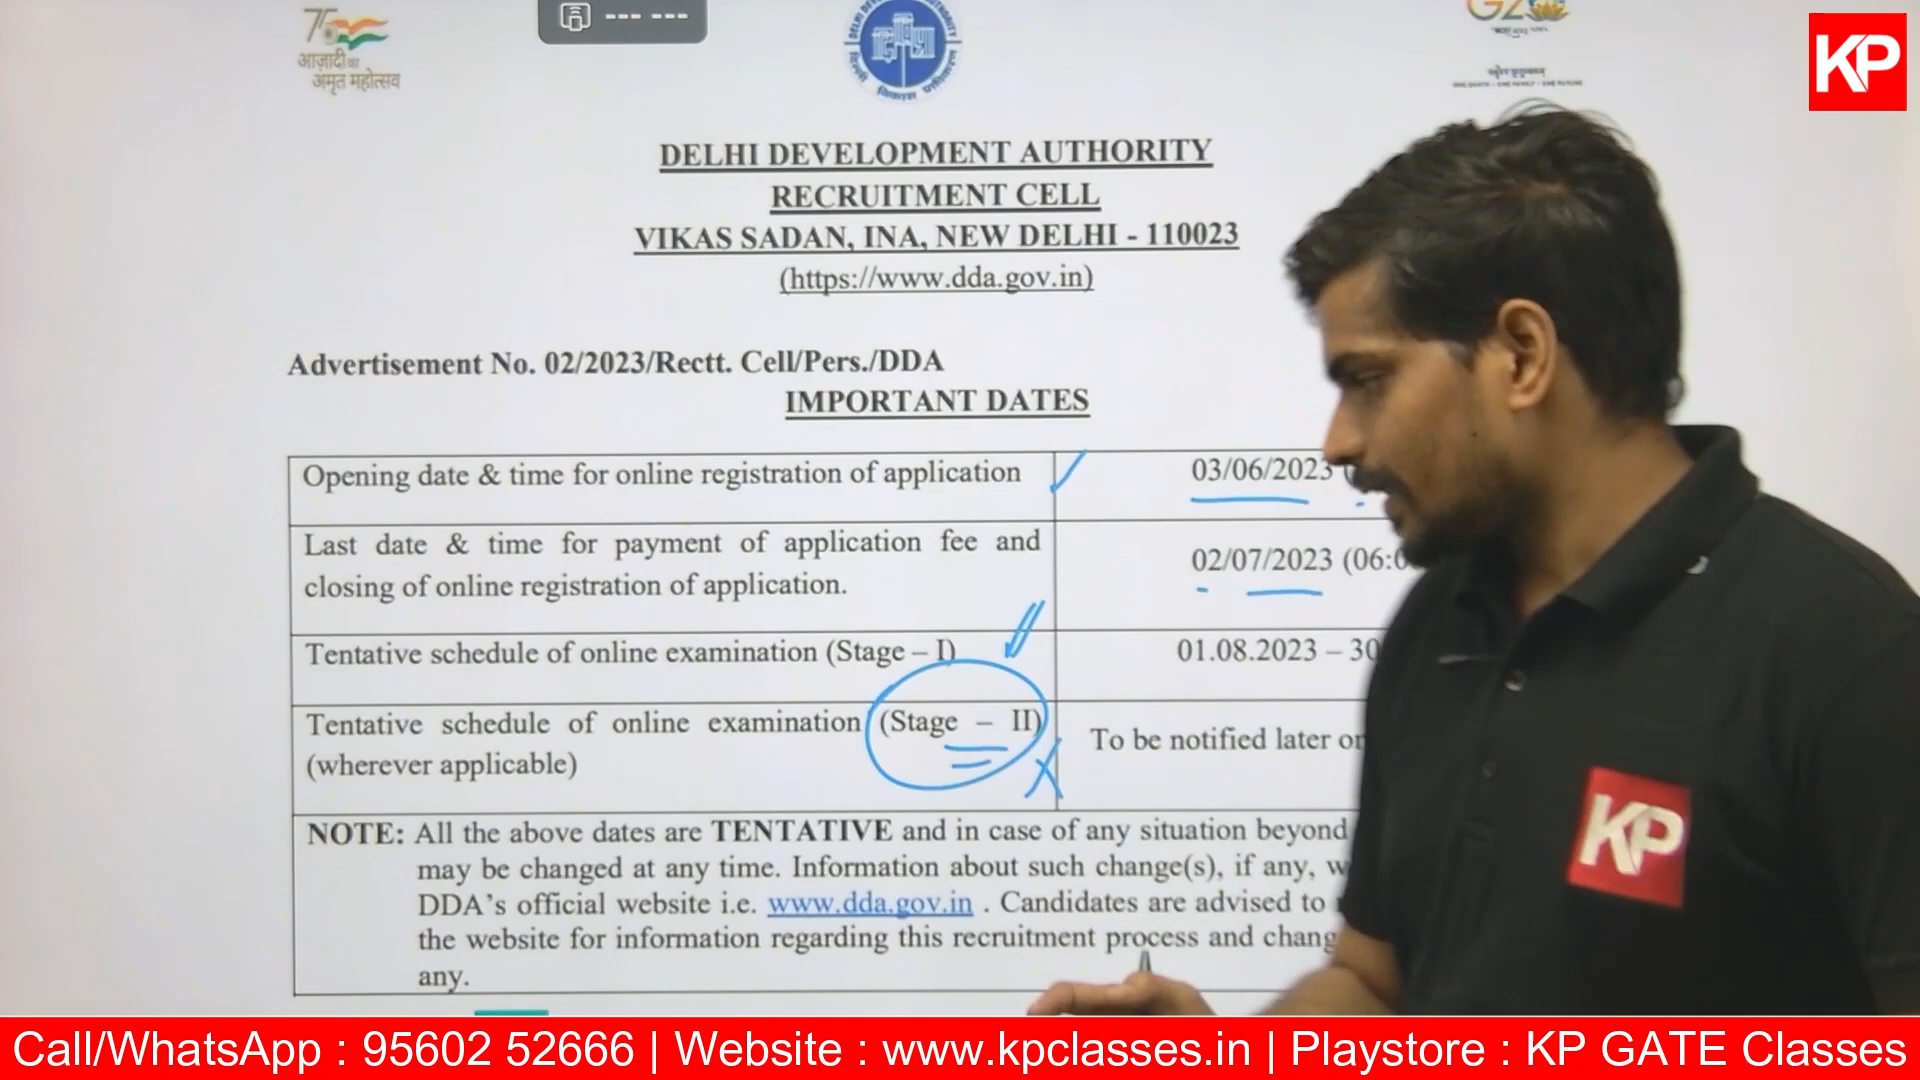 75
आज़ादी का
अमृत महोत्सव
G20
KP
DELHI DEVELOPMENT AUTHORITY
RECRUITMENT CELL
VIKAS SADAN, INA, NEW DELHI - 110023
(https://www.dda.gov.in)
Advertisement No. 02/2023/Rectt. Cell/Pers./DDA
IMPORTANT DATES
Opening date & time for online registration of application 03/06/2023
Last date & time for payment of application fee and
closing of online registration of application. 02/07/2023 (06:0
Tentative schedule of online examination (Stage – I) 01.08.2023 – 30
Tentative schedule of online examination (Stage – II)
(wherever applicable) To be notified later on
NOTE: All the above dates are TENTATIVE and in case of any situation beyond
may be changed at any time. Information about such change(s), if any, w
DDA’s official website i.e. www.dda.gov.in . Candidates are advised to
the website for information regarding this recruitment process and chang
any.
KP
Call/WhatsApp : 95602 52666 | Website : www.kpclasses.in | Playstore : KP GATE Classes